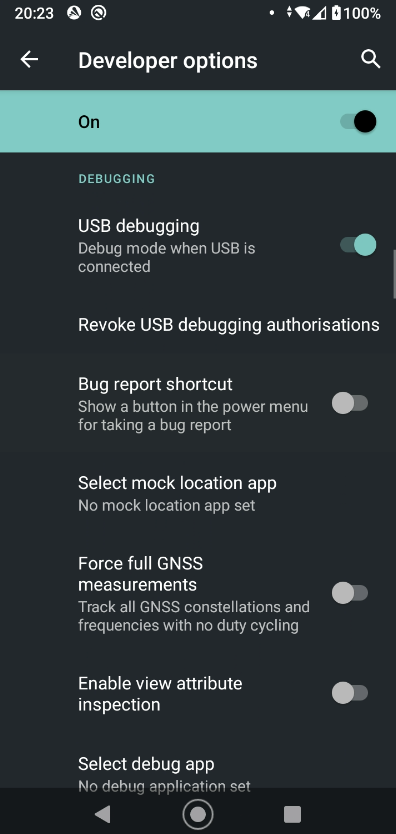 20:23
100%
Developer options
On
DEBUGGING
USB debugging
Debug mode when USB is
connected
Revoke USB debugging authorisations
Bug report shortcut
Show a button in the power menu
for taking a bug report
Select mock location app
No mock location app set
Force full GNSS
measurements
Track all GNSS constellations and
frequencies with no duty cycling
Enable view attribute
inspection
Select debug app
No debug application set